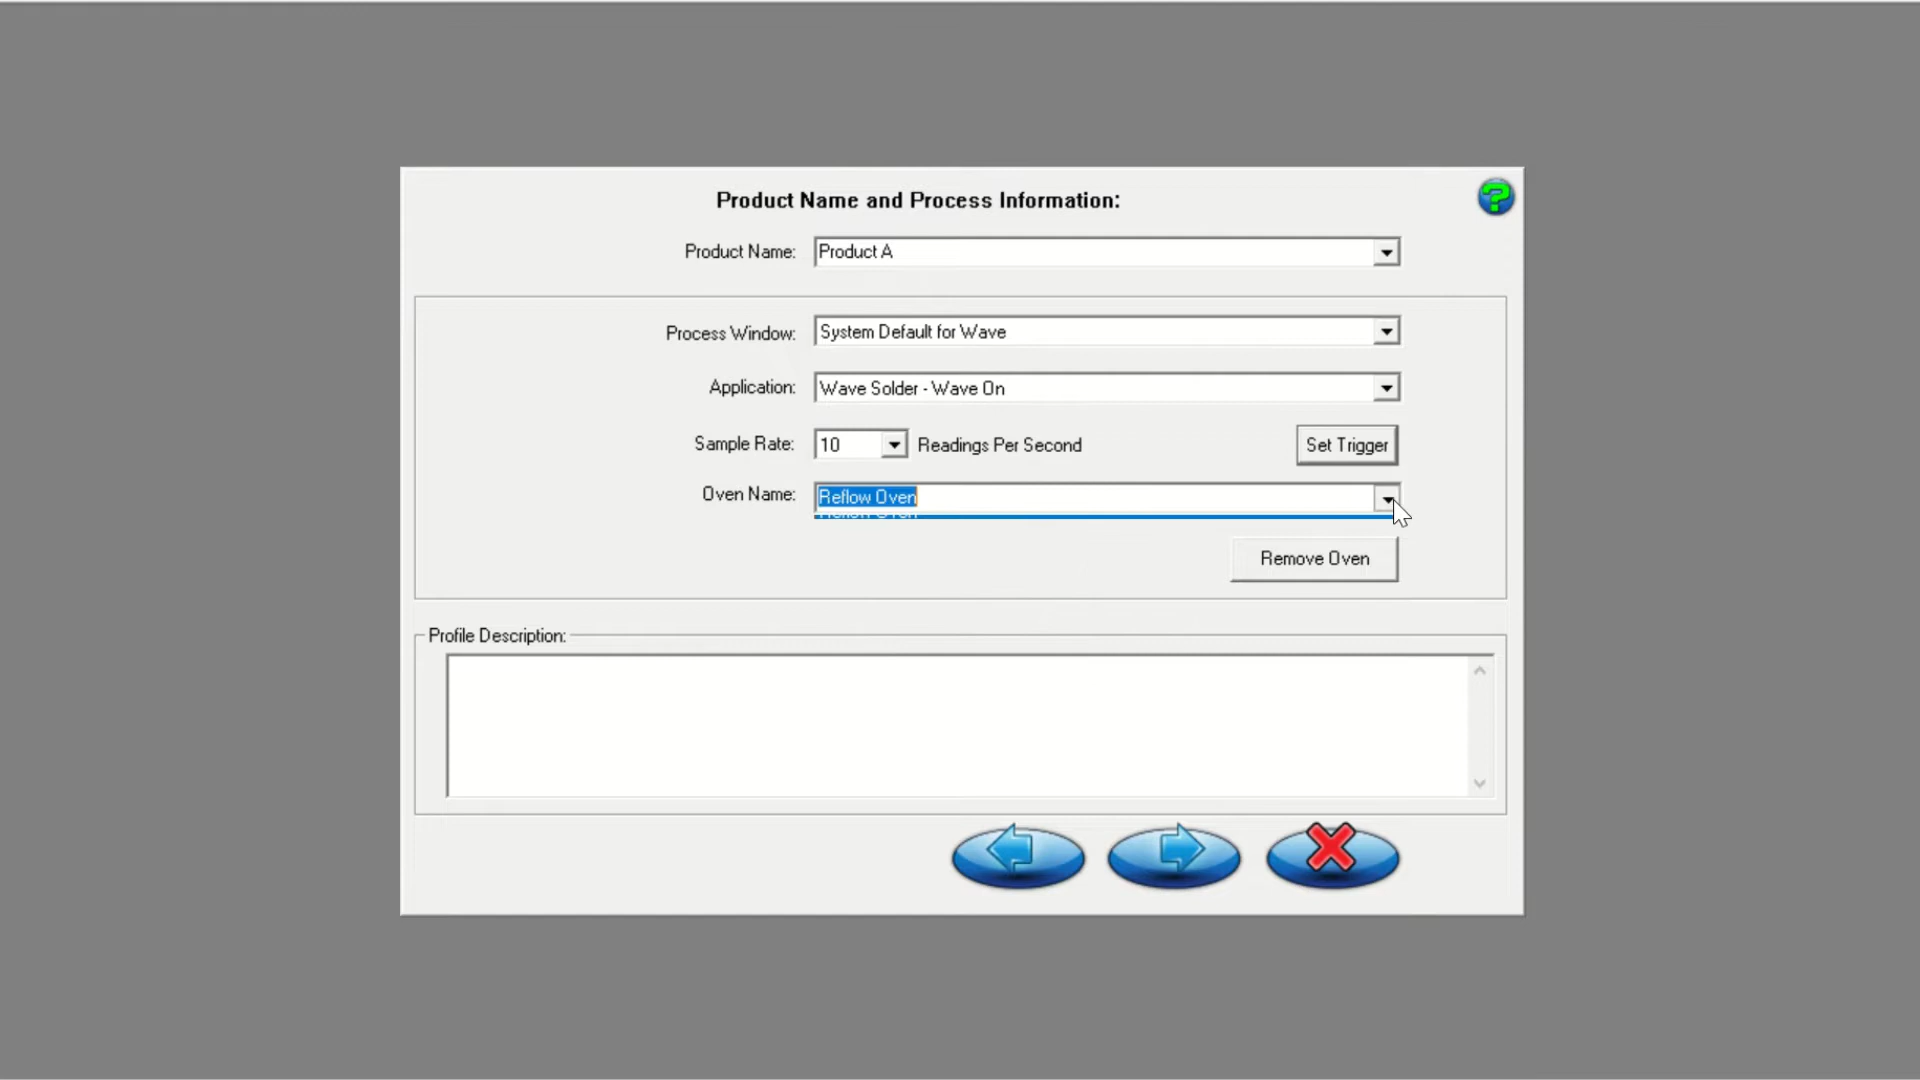 Product Name and Process Information:
Product Name: Product A
Process Window: System Default for Wave
Application: Wave Solder - Wave On
Sample Rate: 10 Readings Per Second Set Trigger
Oven Name: Reflow Oven
Remove Oven
Profile Description: